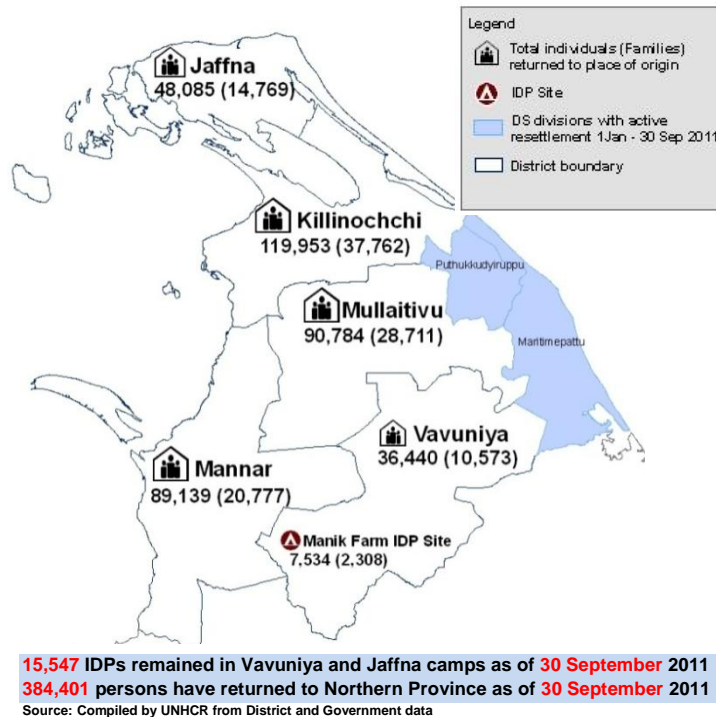 Legend
Total individuals (Families)
returned to place of origin
IDP Site
DS divisions with active
resettlement 1Jan - 30 Sep 2011
District boundary
Jaffna
48,085 (14,769)
Killinochchi
119,953 (37,762)
Puthukkudyiruppu
Mullaitivu
90,784 (28,711)
Maritimepattu
Vavuniya
36,440 (10,573)
Mannar
89,139 (20,777)
Manik Farm IDP Site
7,534 (2,308)
15,547 IDPs remained in Vavuniya and Jaffna camps as of 30 September 2011
384,401 persons have returned to Northern Province as of 30 September 2011
Source: Compiled by UNHCR from District and Government data